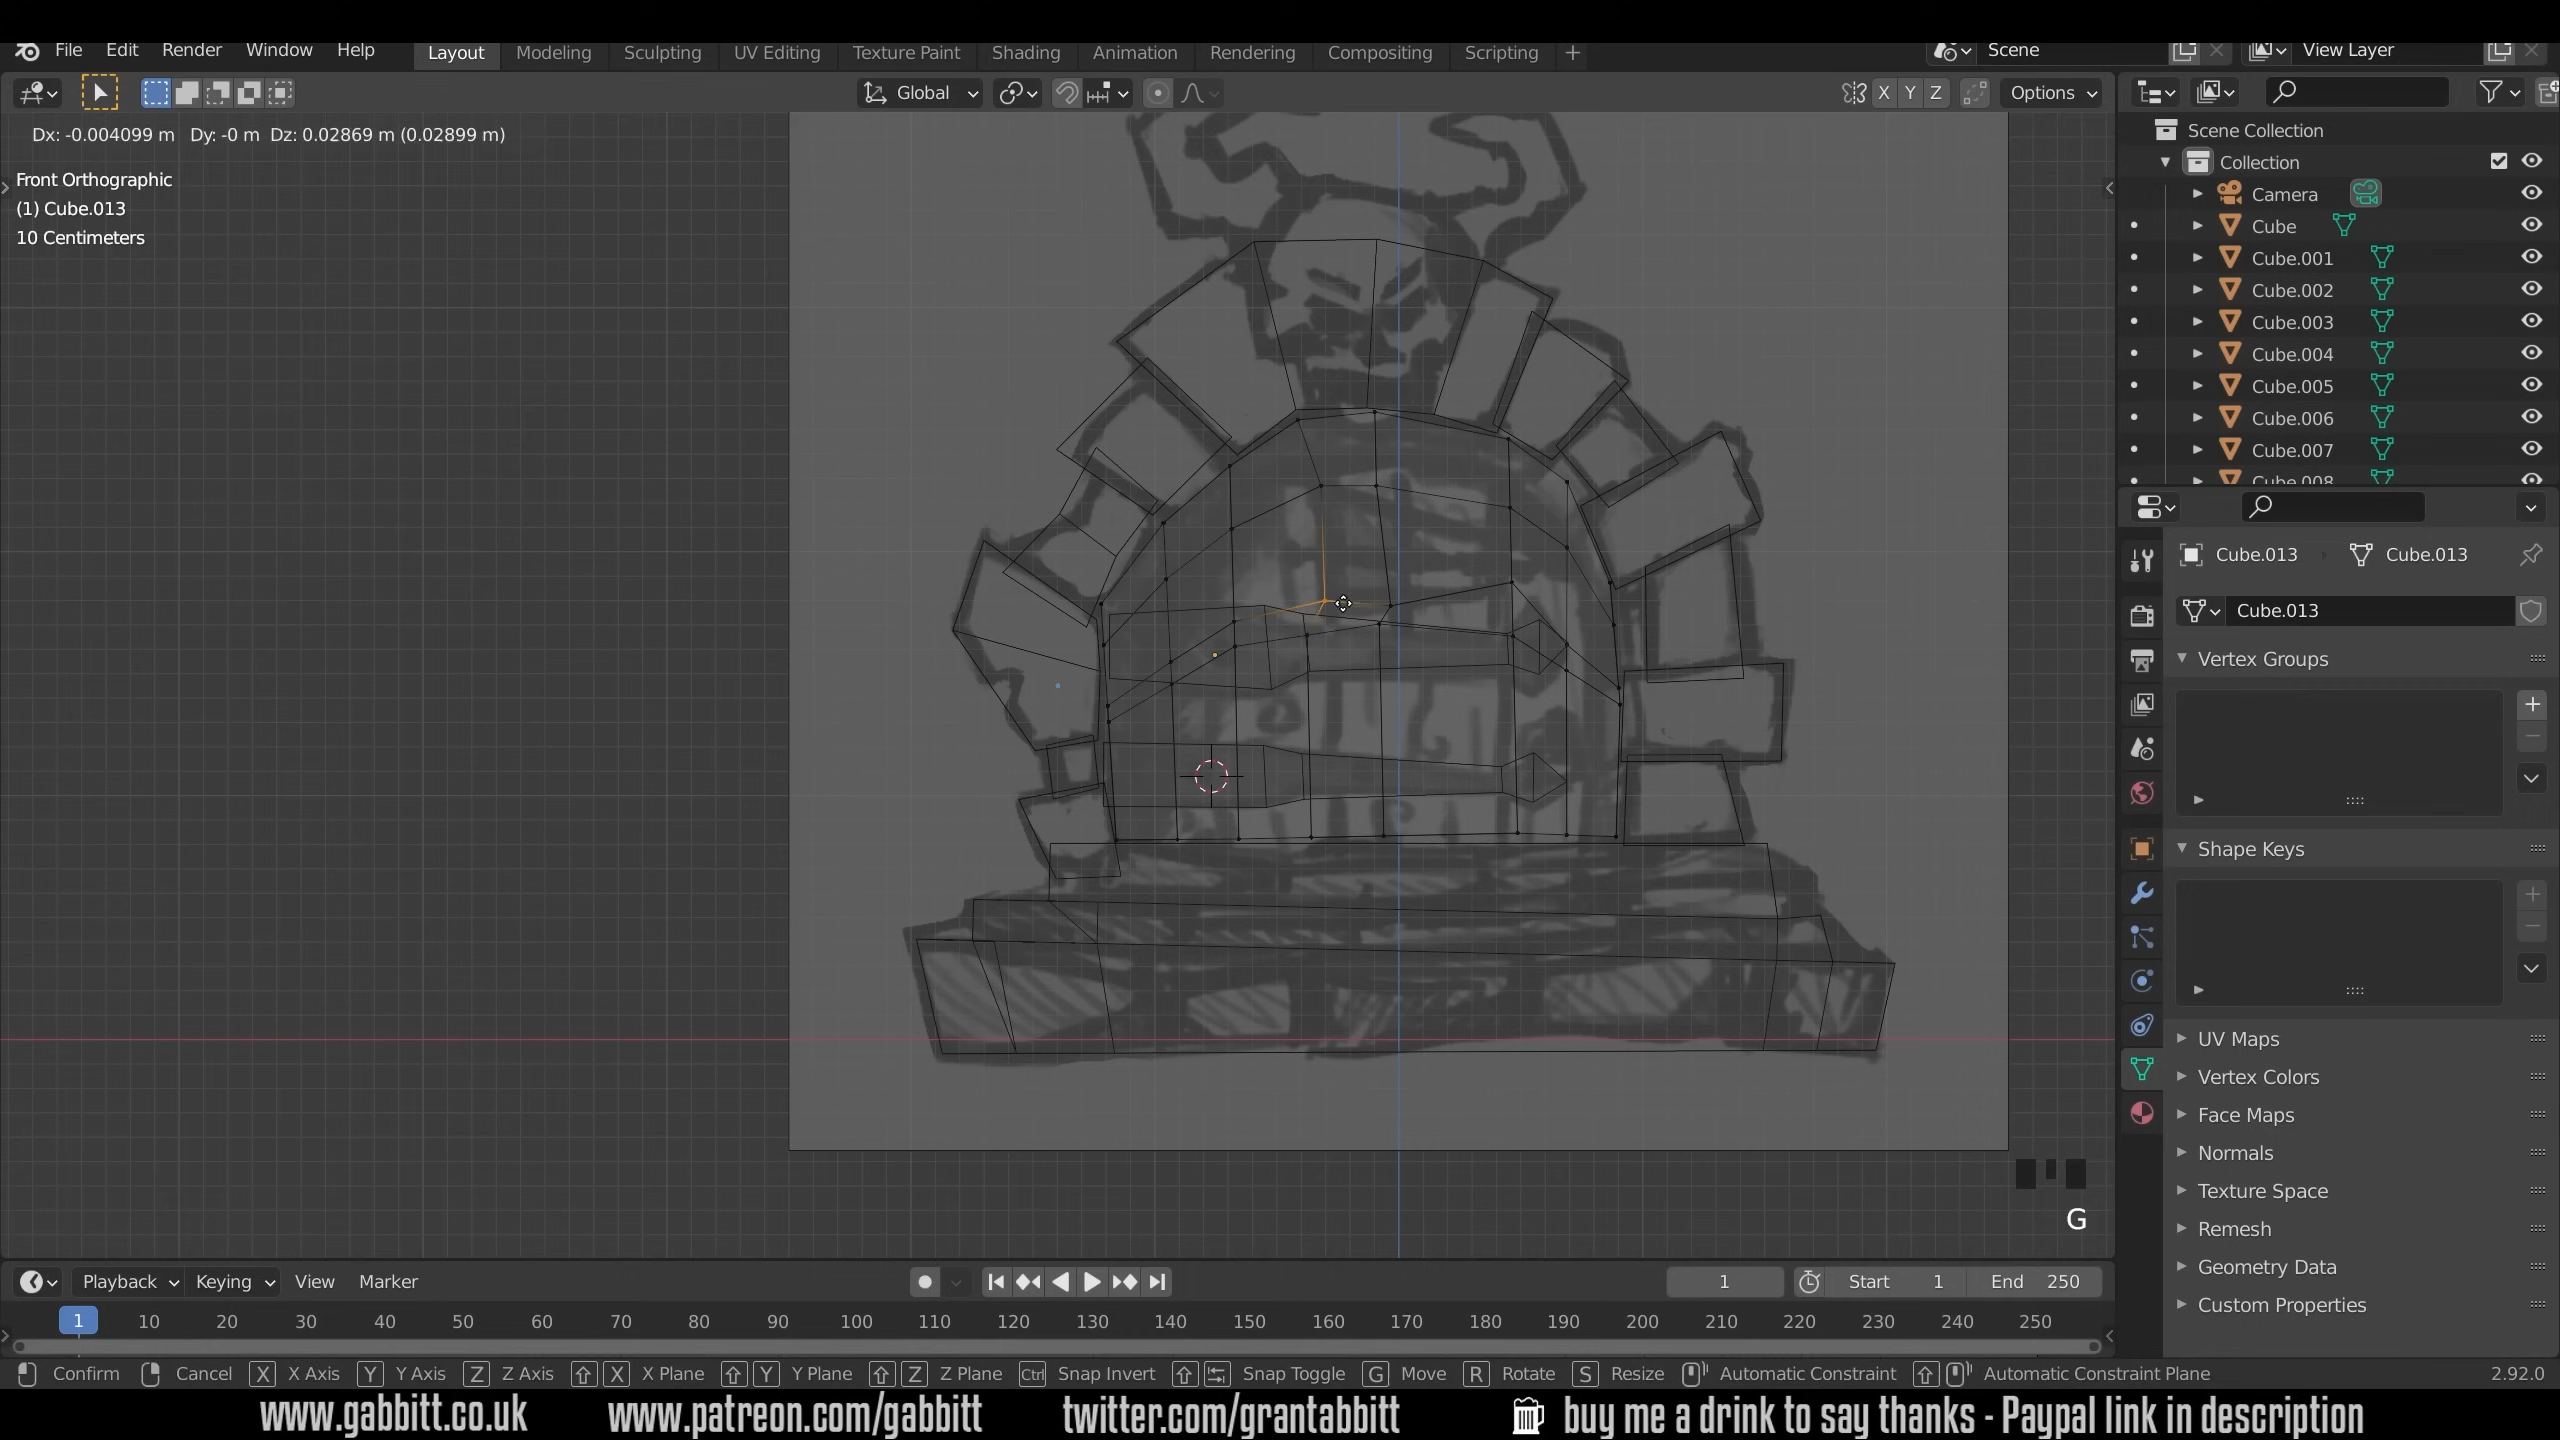 File Edit Render Window Help Layout Modeling Sculpting UV Editing Texture Paint Shading Animation Rendering Compositing Scripting Scene View Layer
Global X Y Z Options
Dx: -0.004099 m Dy: -0 m Dz: 0.02869 m (0.02899 m)
Front Orthographic
(1) Cube.013
10 Centimeters
Scene Collection
Collection
Camera
Cube
Cube.001
Cube.002
Cube.003
Cube.004
Cube.005
Cube.006
Cube.007
Cube.008
Cube.013 Cube.013
Cube.013
Vertex Groups
Shape Keys
UV Maps
Vertex Colors
Face Maps
Normals
Texture Space
Remesh
Geometry Data
Custom Properties
G
Playback Keying View Marker 1 Start 1 End 250
1 10 20 30 40 50 60 70 80 90 100 110 120 130 140 150 160 170 180 190 200 210 220 230 240 250
Confirm Cancel X X Axis Y Y Axis Z Z Axis X X Plane Y Y Plane Z Z Plane Ctrl Snap Invert Snap Toggle G Move R Rotate S Resize Automatic Constraint Automatic Constraint Plane 2.92.0
www.gabbitt.co.uk www.patreon.com/gabbitt twitter.com/grantabbitt buy me a drink to say thanks - Paypal link in description